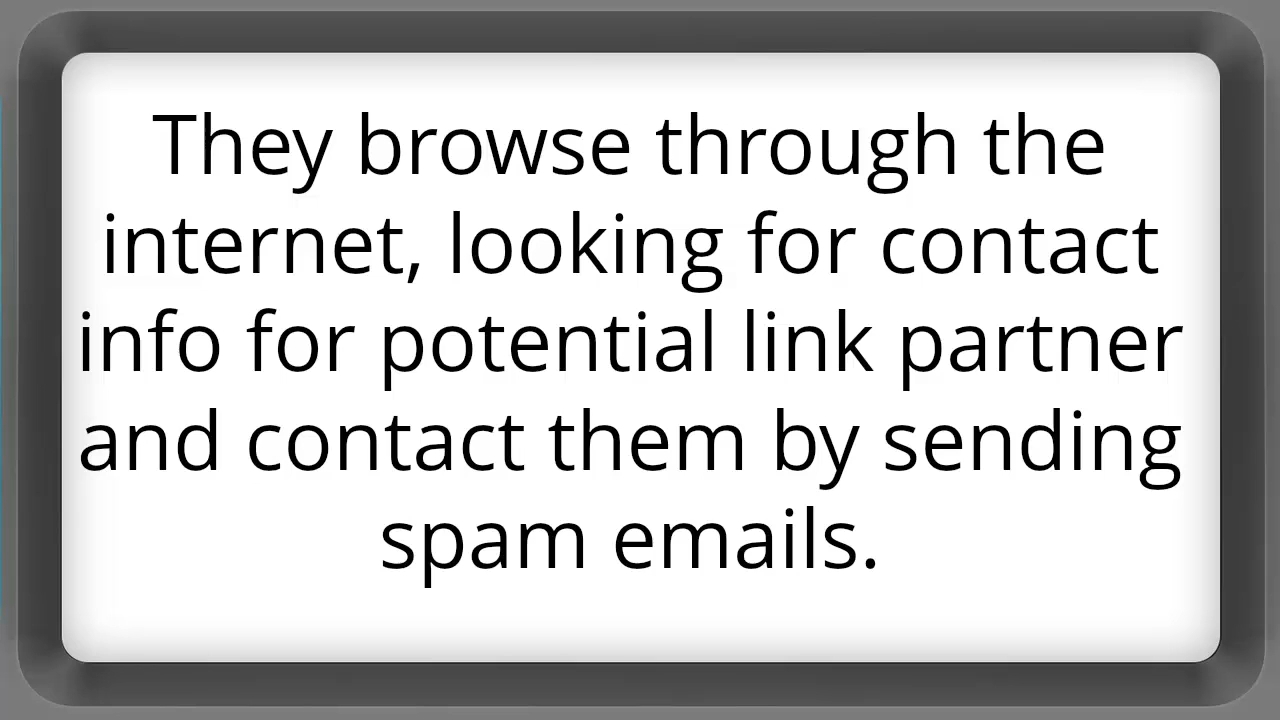 They browse through the
internet, looking for contact
info for potential link partner
and contact them by sending
spam emails.